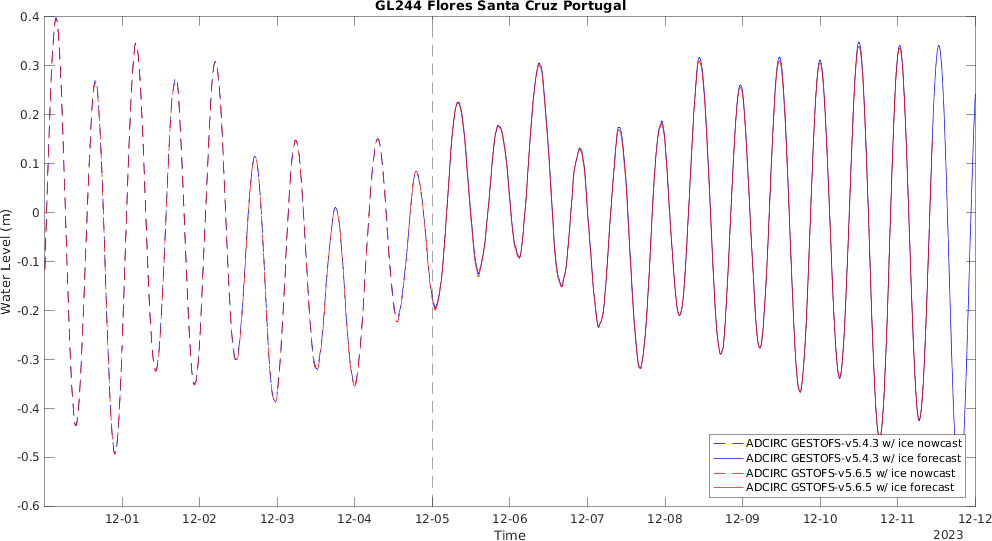 GL244 Flores Santa Cruz Portugal
0.4
0.3
0.2
0.1
0
-0.1
-0.2
-0.3
-0.4
-0.5
-0.6
Water Level (m)
ADCIRC GESTOFS-v5.4.3 w/ ice nowcast
ADCIRC GESTOFS-v5.4.3 w/ ice forecast
ADCIRC GSTOFS-v5.6.5 w/ ice nowcast
ADCIRC GSTOFS-v5.6.5 w/ ice forecast
12-01 12-02 12-03 12-04 12-05 12-06 12-07 12-08 12-09 12-10 12-11 12-12
Time
2023